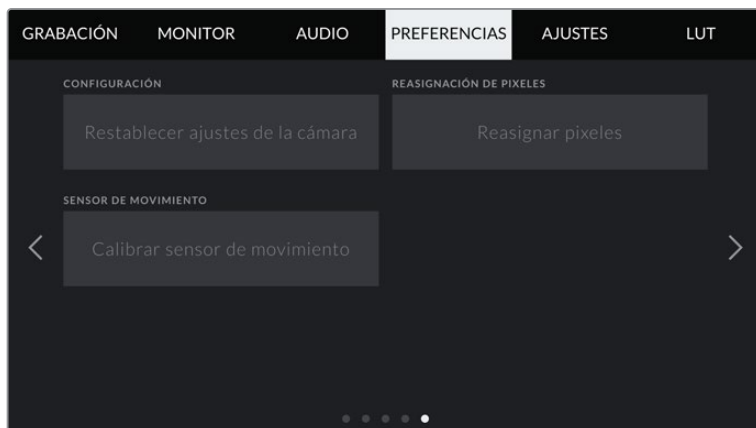 GRABACIÓN MONITOR AUDIO PREFERENCIAS AJUSTES LUT
CONFIGURACIÓN REASIGNACIÓN DE PIXELES
Restablecer ajustes de la cámara Reasignar pixeles
SENSOR DE MOVIMIENTO
Calibrar sensor de movimiento